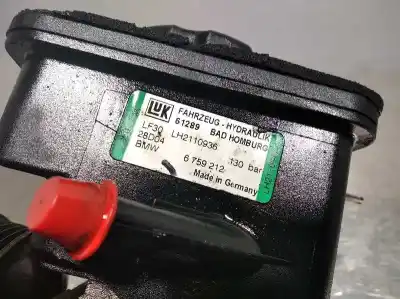 LUK FAHRZEUG - HYDRAULIK
61289 BAD HOMBURG
LF30 LH2110936 130 bar
28D04
BMW 6 759 212
Made in Germany